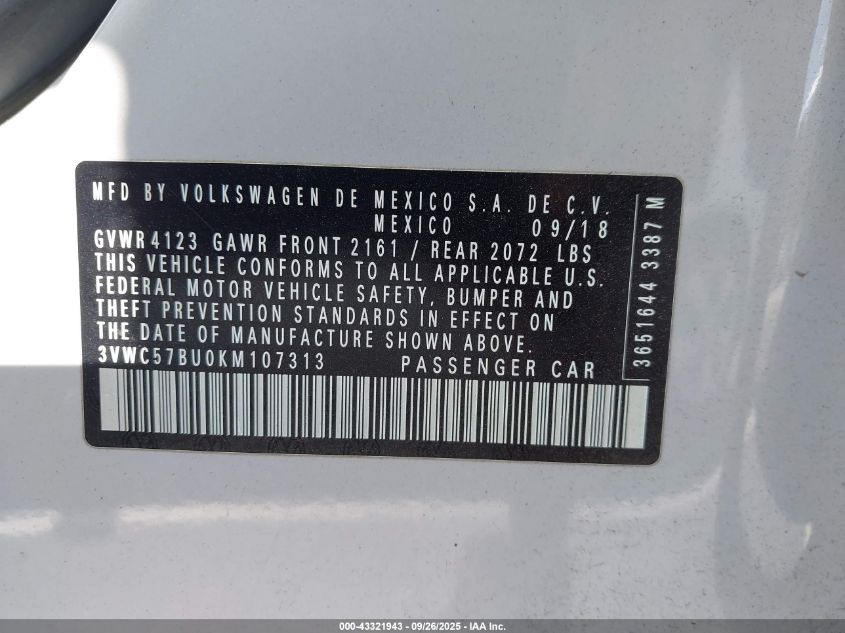 MFD BY VOLKSWAGEN DE MEXICO S.A. DE C.V.
MEXICO 09/18
GVWR 4123 GAWR FRONT 2161 / REAR 2072 LBS
THIS VEHICLE CONFORMS TO ALL APPLICABLE U.S.
FEDERAL MOTOR VEHICLE SAFETY, BUMPER AND
THEFT PREVENTION STANDARDS IN EFFECT ON
THE DATE OF MANUFACTURE SHOWN ABOVE.
3VWC57BU0KM107313 PASSENGER CAR
3651644 3387 M
000-43321943 - 09/26/2025 - IAA Inc.